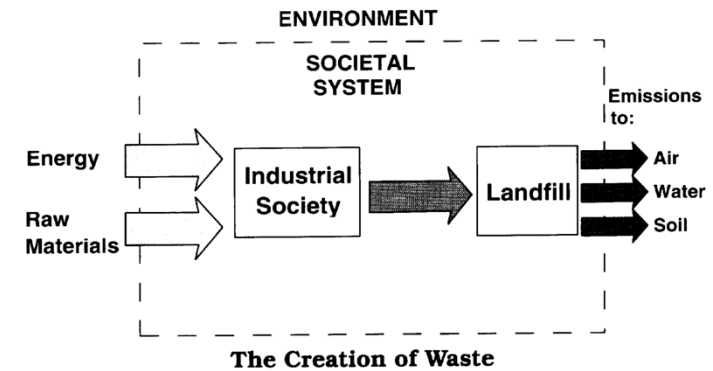 ENVIRONMENT
SOCIETAL
SYSTEM
Emissions
to:
Energy
Raw
Materials
Industrial
Society
Landfill
Air
Water
Soil
The Creation of Waste